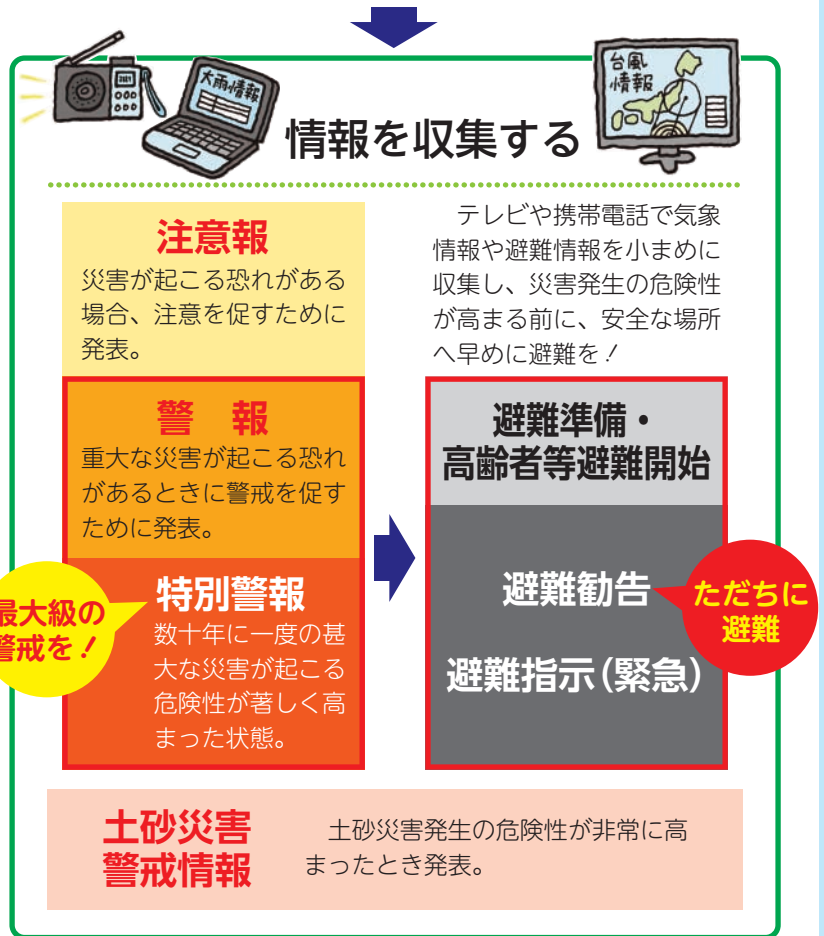 大雨情報
台風
情報
情報を収集する
注意報
災害が起こる恐れがある
場合、注意を促すために
発表。
警 報
重大な災害が起こる恐れ
があるときに警戒を促す
ために発表。
最大級の
警戒を!
特別警報
数十年に一度の甚
大な災害が起こる
危険性が著しく高
まった状態。
テレビや携帯電話で気象
情報や避難情報を小まめに
収集し、災害発生の危険性
が高まる前に、安全な場所
へ早めに避難を!
避難準備・
高齢者等避難開始
避難勧告
避難指示(緊急)
ただちに
避難
土砂災害
警戒情報
土砂災害発生の危険性が非常に高
まったとき発表。